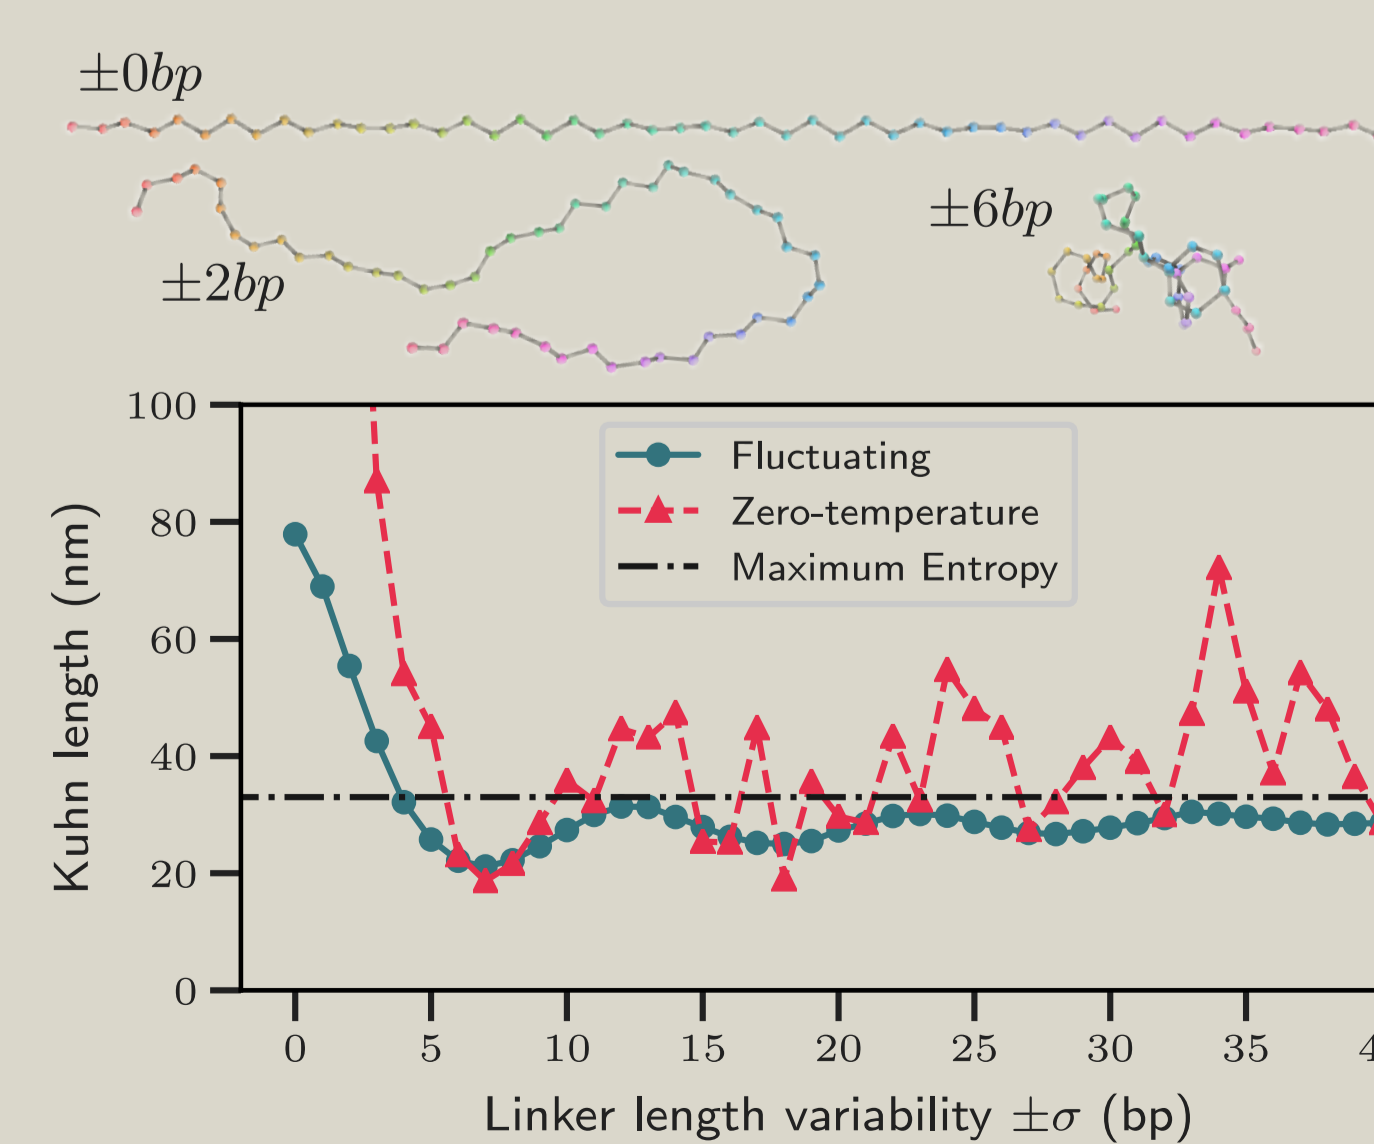 ±0bp
±2bp
±6bp
100
80
60
40
20
0
Kuhn length (nm)
Fluctuating
Zero-temperature
Maximum Entropy
0 5 10 15 20 25 30 35 4
Linker length variability ±σ (bp)